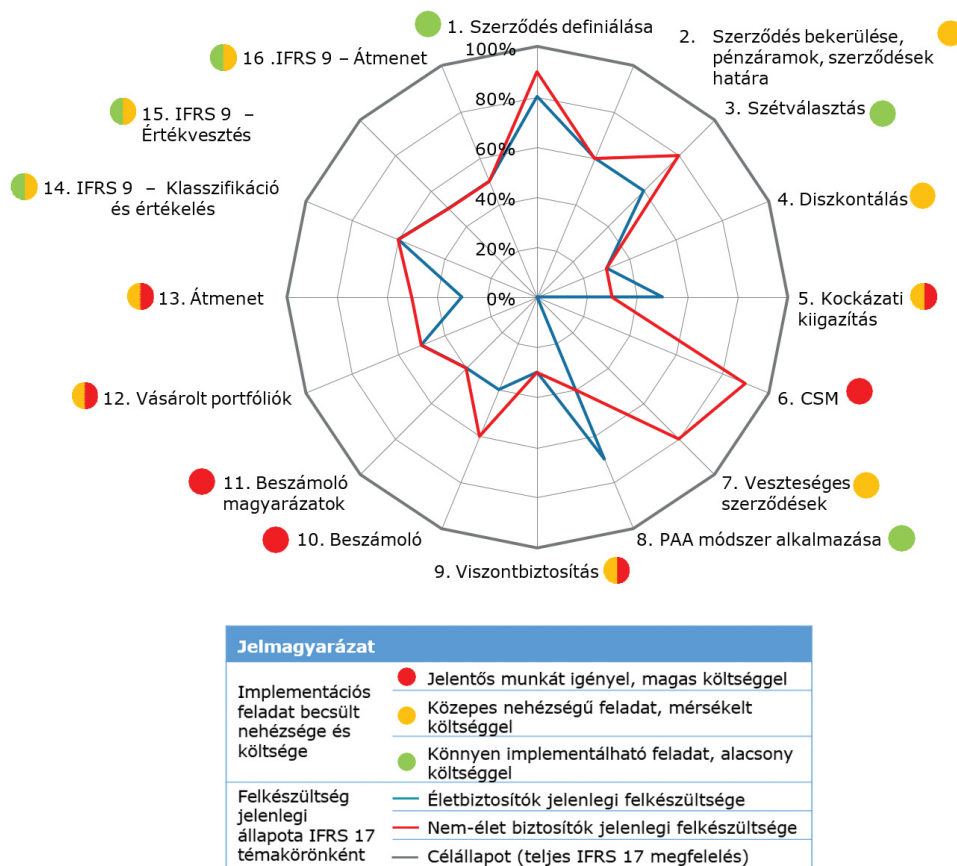 1. Szerződés definiálása
2. Szerződés bekerülése,
pénzáramok, szerződések
határa
3. Szétválasztás
4. Diszkontálás
5. Kockázati
kiigazítás
6. CSM
7. Veszteséges
szerződések
8. PAA módszer alkalmazása
9. Viszontbiztosítás
10. Beszámoló
11. Beszámoló
magyarázatok
12. Vásárolt portfóliók
13. Átmenet
14. IFRS 9 – Klasszifikáció
és értékelés
15. IFRS 9 –
Értékvesztés
16 .IFRS 9 – Átmenet
100%
80%
60%
40%
20%
0%
Jelmagyarázat
Implementációs
feladat becsült
nehézsége és
költsége
Jelentős munkát igényel, magas költséggel
Közepes nehézségű feladat, mérsékelt
költséggel
Könnyen implementálható feladat, alacsony
költséggel
Felkészültség
jelenlegi
állapota IFRS 17
témakörönként
Életbiztosítók jelenlegi felkészültsége
Nem-élet biztosítók jelenlegi felkészültsége
Célállapot (teljes IFRS 17 megfelelés)